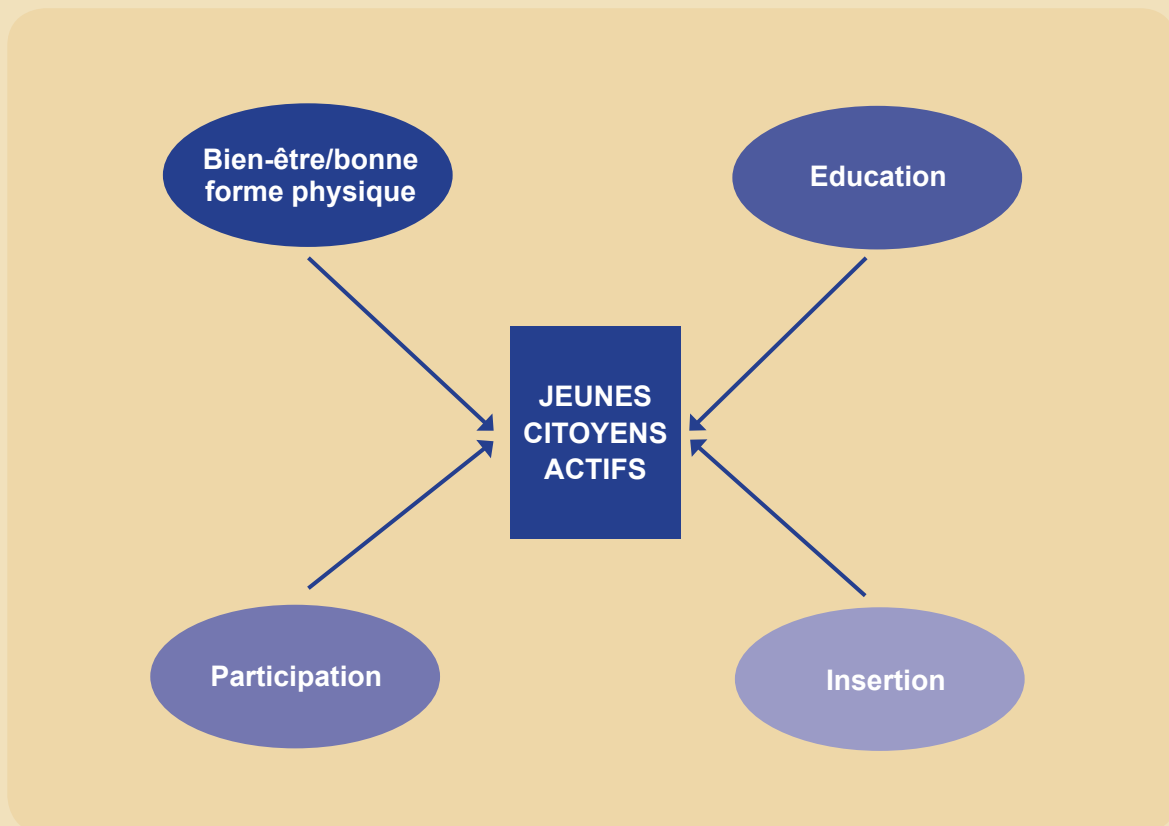 Bien-être/bonne
forme physique
Education
JEUNES
CITOYENS
ACTIFS
Participation
Insertion